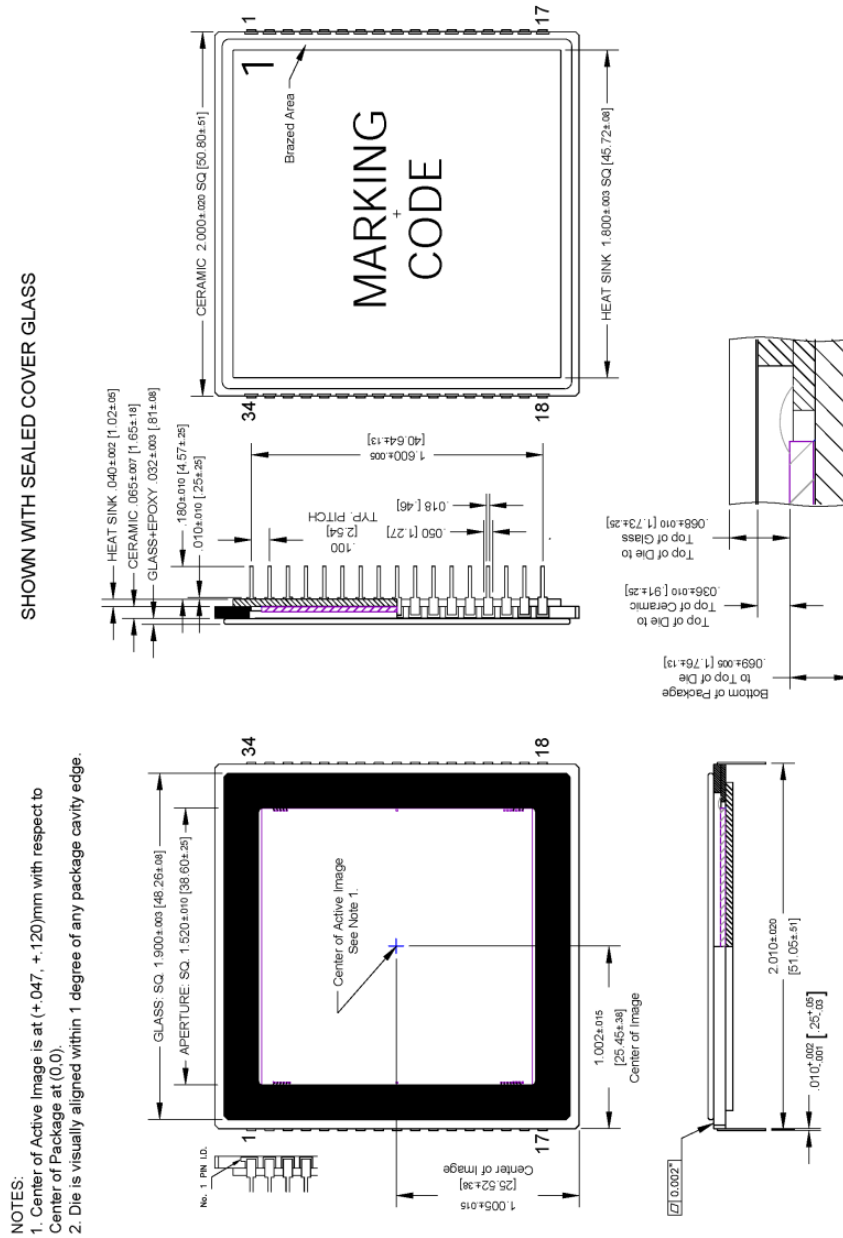 SHOWN WITH SEALED COVER GLASS
NOTES:
1. Center of Active Image is at (+.047, +.120)mm with respect to
Center of Package at (0,0).
2. Die is visually aligned within 1 degree of any package cavity edge.
GLASS: SQ. 1.900±.003 [48.26±.08]
APERTURE: SQ. 1.520±.010 [38.60±.25]
1
34
17
18
Center of Active Image
See Note 1.
No. 1 PIN I.D.
1.002±.015
[25.45±.38]
Center of Image
1.005±.015
[25.52±.38]
Center of Image
HEAT SINK .040±.002 [1.02±.05]
CERAMIC .065±.007 [1.65±.18]
GLASS+EPOXY .032±.003 [.81±.08]
.180±.010 [4.57±.25]
.010±.010 [.25±.25]
.100
[2.54]
TYP. PITCH
.050 [1.27]
.018 [.46]
1.600±.005
[40.64±.13]
CERAMIC 2.000±.020 SQ [50.80±.51]
34
1
18
17
1
Brazed Area
MARKING
+
CODE
HEAT SINK 1.800±.003 SQ [45.72±.08]
0.002"
2.010±.020
[51.05±.51]
.010+.002 -.001 [.25+.05 -.03]
Bottom of Package
to Top of Die
.069±.005 [1.76±.13]
Top of Die to
Top of Ceramic
.036±.010 [.91±.25]
Top of Die to
Top of Glass
.068±.010 [1.73±.25]